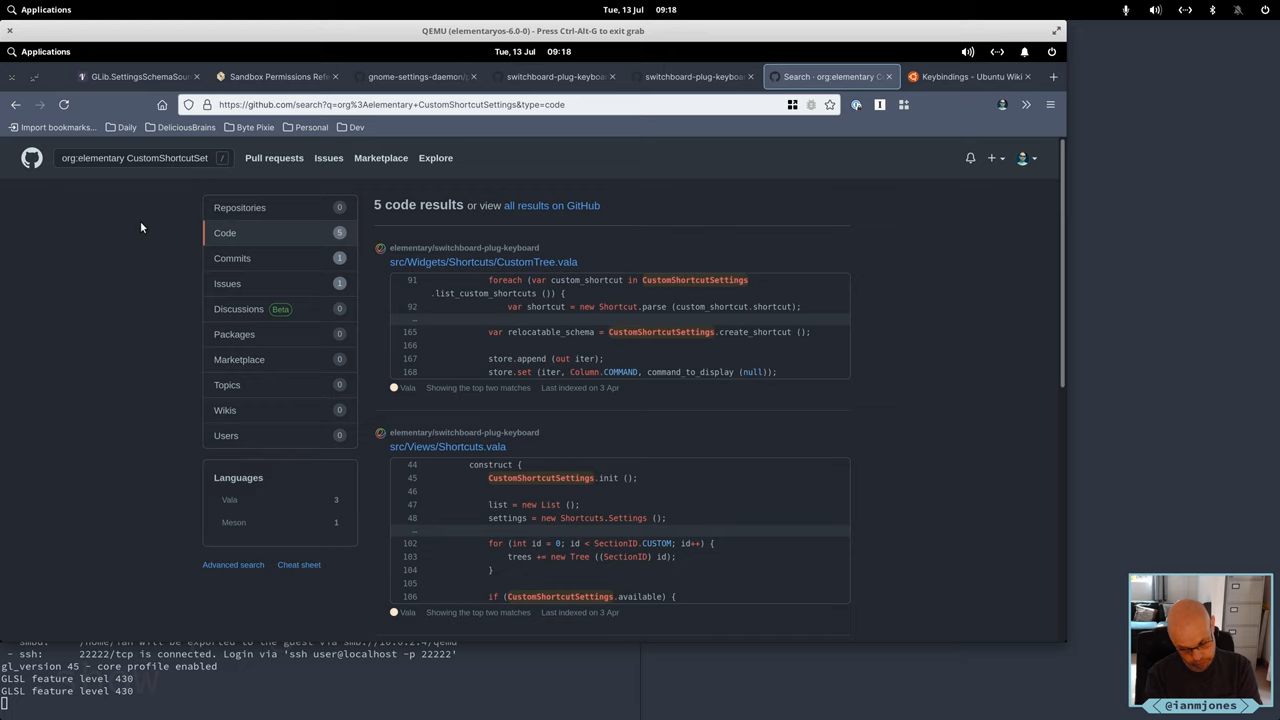 Applications
Tue, 13 Jul 09:18
QEMU (elementaryos-6.0-0) - Press Ctrl-Alt-G to exit grab
Applications
Tue, 13 Jul 09:18
GLib.SettingsSchemaSour
Sandbox Permissions Refe
gnome-settings-daemon/p
switchboard-plug-keyboa
switchboard-plug-keyboa
Search · org:elementary C
Keybindings - Ubuntu Wiki
https://github.com/search?q=org%3Aelementary+CustomShortcutSettings&type=code
Import bookmarks...
Daily
DeliciousBrains
Byte Pixie
Personal
Dev
org:elementary CustomShortcutSet
/
Pull requests
Issues
Marketplace
Explore
Repositories 0
Code 5
Commits 1
Issues 1
Discussions Beta 0
Packages 0
Marketplace 0
Topics 0
Wikis 0
Users 0
Languages
Vala 3
Meson 1
Advanced search
Cheat sheet
5 code results or view all results on GitHub
elementary/switchboard-plug-keyboard
src/Widgets/Shortcuts/CustomTree.vala
91 foreach (var custom_shortcut in CustomShortcutSettings
.list_custom_shortcuts ()) {
92 var shortcut = new Shortcut.parse (custom_shortcut.shortcut);
…
165 var relocatable_schema = CustomShortcutSettings.create_shortcut ();
166
167 store.append (out iter);
168 store.set (iter, Column.COMMAND, command_to_display (null));
Vala Showing the top two matches Last indexed on 3 Apr
elementary/switchboard-plug-keyboard
src/Views/Shortcuts.vala
44 construct {
45 CustomShortcutSettings.init ();
46
47 list = new List ();
48 settings = new Shortcuts.Settings ();
…
102 for (int id = 0; id < SectionID.CUSTOM; id++) {
103 trees += new Tree ((SectionID) id);
104 }
105
106 if (CustomShortcutSettings.available) {
Vala Showing the top two matches Last indexed on 3 Apr
- ssh: 22222/tcp is connected. Login via 'ssh user@localhost -p 22222'
gl_version 45 - core profile enabled
GLSL feature level 430
GLSL feature level 430
@ianmjones